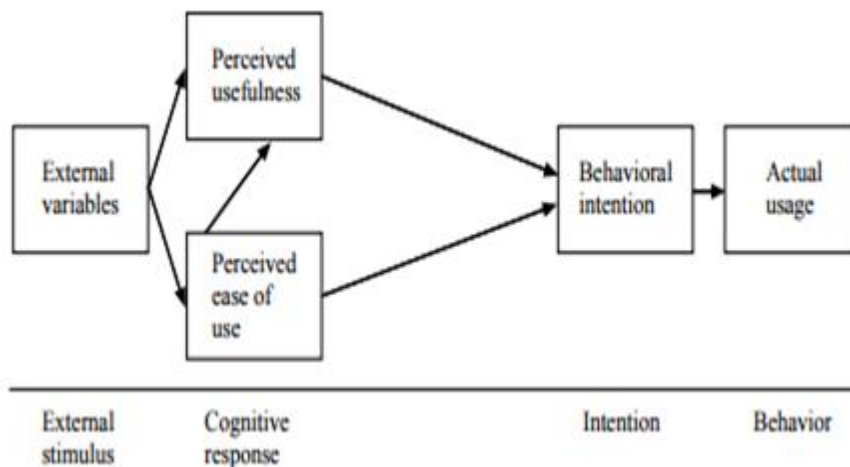 Perceived
usefulness
External
variables
Perceived
ease of
use
Behavioral
intention
Actual
usage
External
stimulus
Cognitive
response
Intention
Behavior